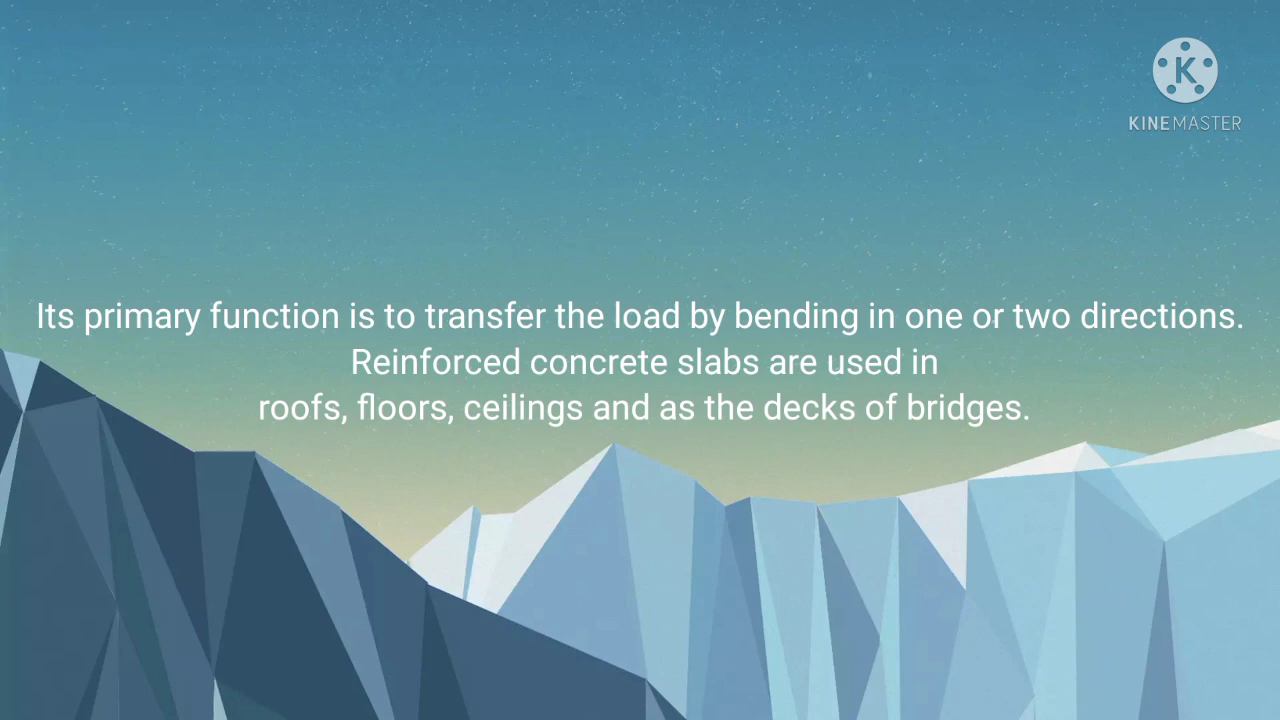 K
KINEMASTER
Its primary function is to transfer the load by bending in one or two directions.
Reinforced concrete slabs are used in
roofs, floors, ceilings and as the decks of bridges.